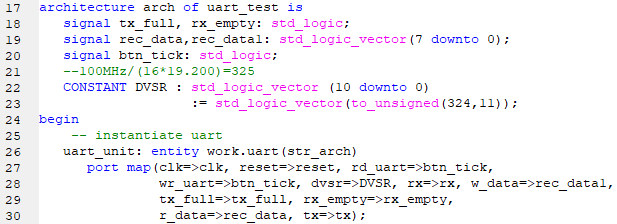 17 architecture arch of uart_test is
18 signal tx_full, rx_empty: std_logic;
19 signal rec_data,rec_data1: std_logic_vector(7 downto 0);
20 signal btn_tick: std_logic;
21 --100MHz/(16*19.200)=325
22 CONSTANT DVSR : std_logic_vector (10 downto 0)
23 := std_logic_vector(to_unsigned(324,11));
24 begin
25 -- instantiate uart
26 uart_unit: entity work.uart(str_arch)
27 port map(clk=>clk, reset=>reset, rd_uart=>btn_tick,
28 wr_uart=>btn_tick, dvsr=>DVSR, rx=>rx, w_data=>rec_data1,
29 tx_full=>tx_full, rx_empty=>rx_empty,
30 r_data=>rec_data, tx=>tx);